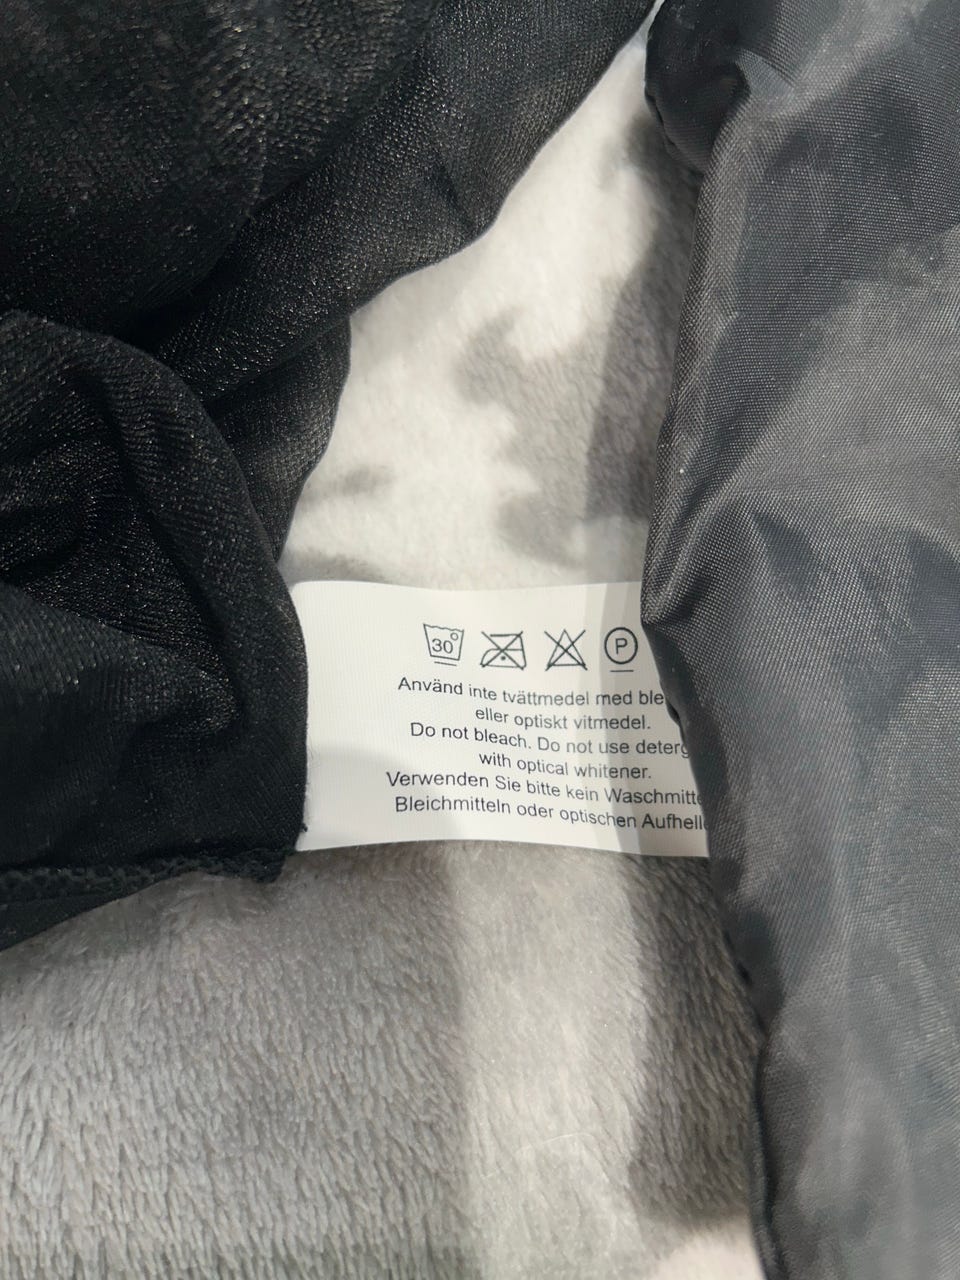 30° P
Använd inte tvättmedel med ble
eller optiskt vitmedel.
Do not bleach. Do not use deterg
with optical whitener.
Verwenden Sie bitte kein Waschmitte
Bleichmitteln oder optischen Aufhelle